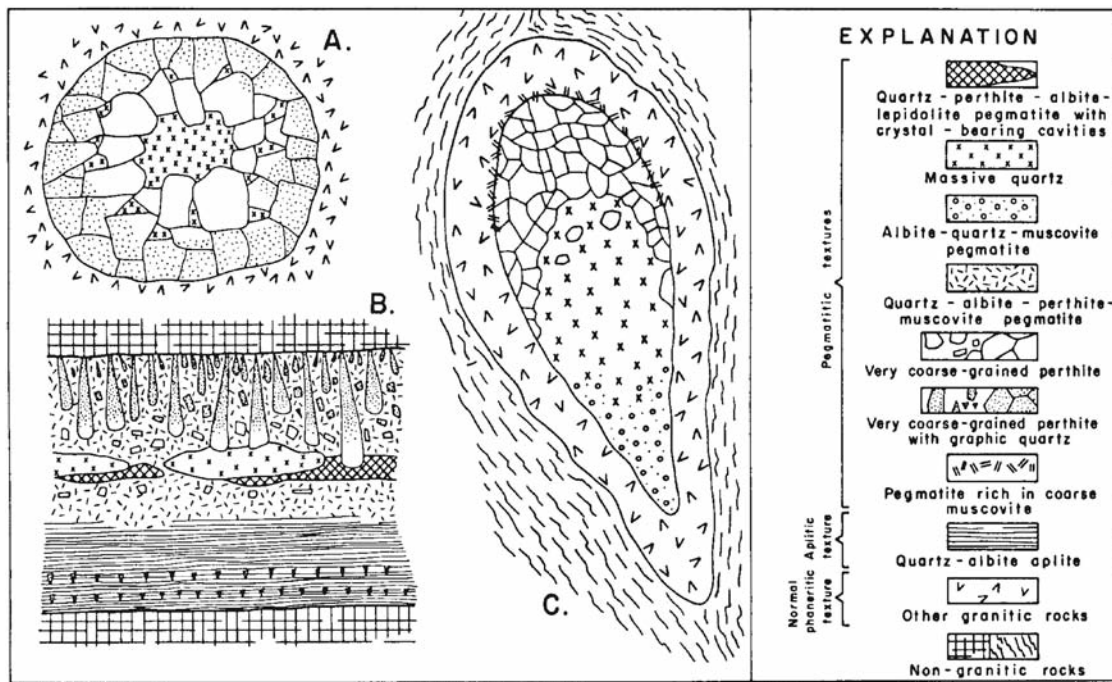 A.
B.
C.
EXPLANATION
Quartz - perthite - albite-
lepidolite pegmatite with
crystal - bearing cavities
Massive quartz
Albite-quartz-muscovite
pegmatite
Quartz - albite - perthite-
muscovite pegmatite
Very coarse-grained perthite
Very coarse-grained perthite
with graphic quartz
Pegmatite rich in coarse
muscovite
Quartz-albite aplite
Other granitic rocks
Non-granitic rocks
Pegmatitic textures
Aplitic
texture
Normal
phaneritic
texture